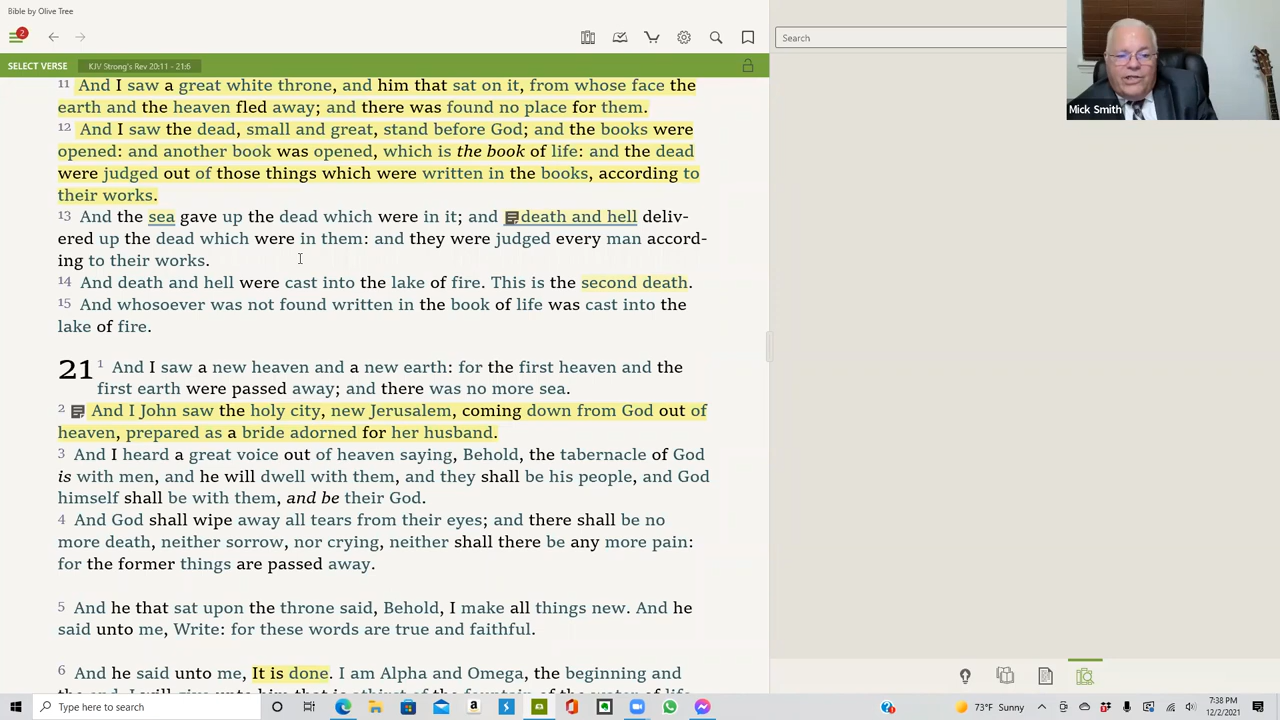 Bible by Olive Tree
2
SELECT VERSE KJV Strong's Rev 20:11 - 21:6
Search
Mick Smith
11 And I saw a great white throne, and him that sat on it, from whose face the
earth and the heaven fled away; and there was found no place for them.
12 And I saw the dead, small and great, stand before God; and the books were
opened: and another book was opened, which is the book of life: and the dead
were judged out of those things which were written in the books, according to
their works.
13 And the sea gave up the dead which were in it; and death and hell deliv-
ered up the dead which were in them: and they were judged every man accord-
ing to their works.
14 And death and hell were cast into the lake of fire. This is the second death.
15 And whosoever was not found written in the book of life was cast into the
lake of fire.
21 1 And I saw a new heaven and a new earth: for the first heaven and the
first earth were passed away; and there was no more sea.
2 And I John saw the holy city, new Jerusalem, coming down from God out of
heaven, prepared as a bride adorned for her husband.
3 And I heard a great voice out of heaven saying, Behold, the tabernacle of God
is with men, and he will dwell with them, and they shall be his people, and God
himself shall be with them, and be their God.
4 And God shall wipe away all tears from their eyes; and there shall be no
more death, neither sorrow, nor crying, neither shall there be any more pain:
for the former things are passed away.
5 And he that sat upon the throne said, Behold, I make all things new. And he
said unto me, Write: for these words are true and faithful.
6 And he said unto me, It is done. I am Alpha and Omega, the beginning and
Type here to search
73°F Sunny
7:38 PM
12/2/2021